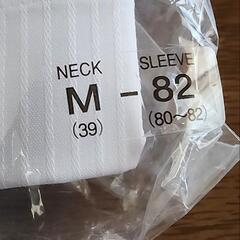 NECK SLEEVE
M - 82
(39) (80~82)